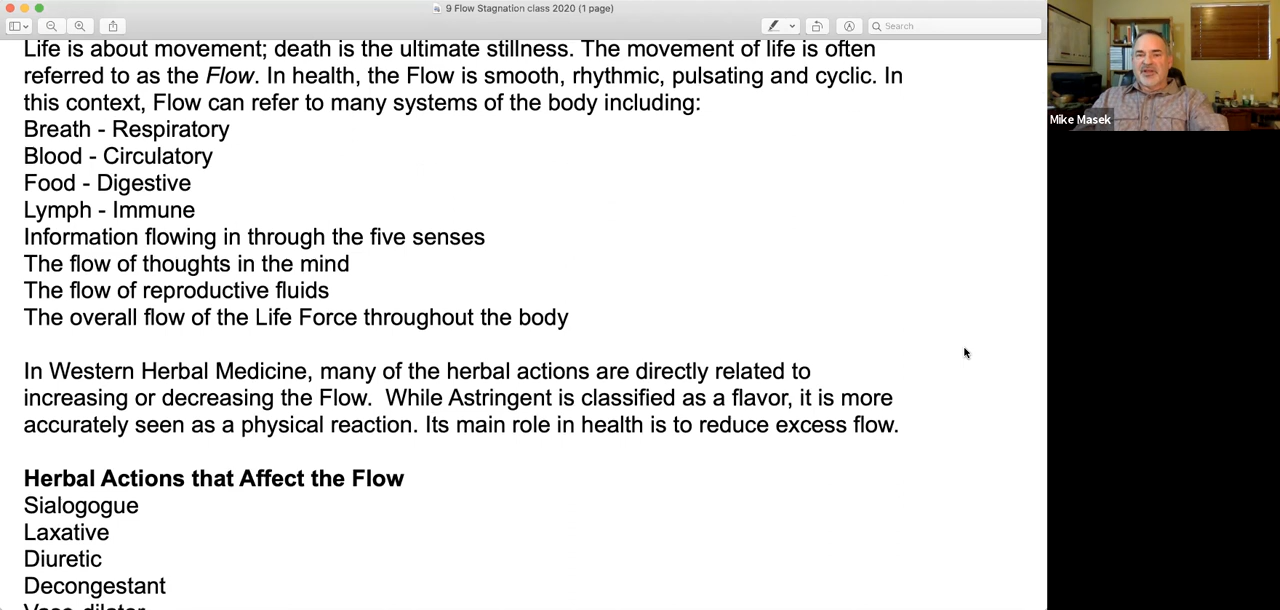 9 Flow Stagnation class 2020 (1 page)
Search
Life is about movement; death is the ultimate stillness. The movement of life is often
referred to as the Flow. In health, the Flow is smooth, rhythmic, pulsating and cyclic. In
this context, Flow can refer to many systems of the body including:
Breath - Respiratory
Blood - Circulatory
Food - Digestive
Lymph - Immune
Information flowing in through the five senses
The flow of thoughts in the mind
The flow of reproductive fluids
The overall flow of the Life Force throughout the body
In Western Herbal Medicine, many of the herbal actions are directly related to
increasing or decreasing the Flow.  While Astringent is classified as a flavor, it is more
accurately seen as a physical reaction. Its main role in health is to reduce excess flow.
Herbal Actions that Affect the Flow
Sialogogue
Laxative
Diuretic
Decongestant
Mike Masek